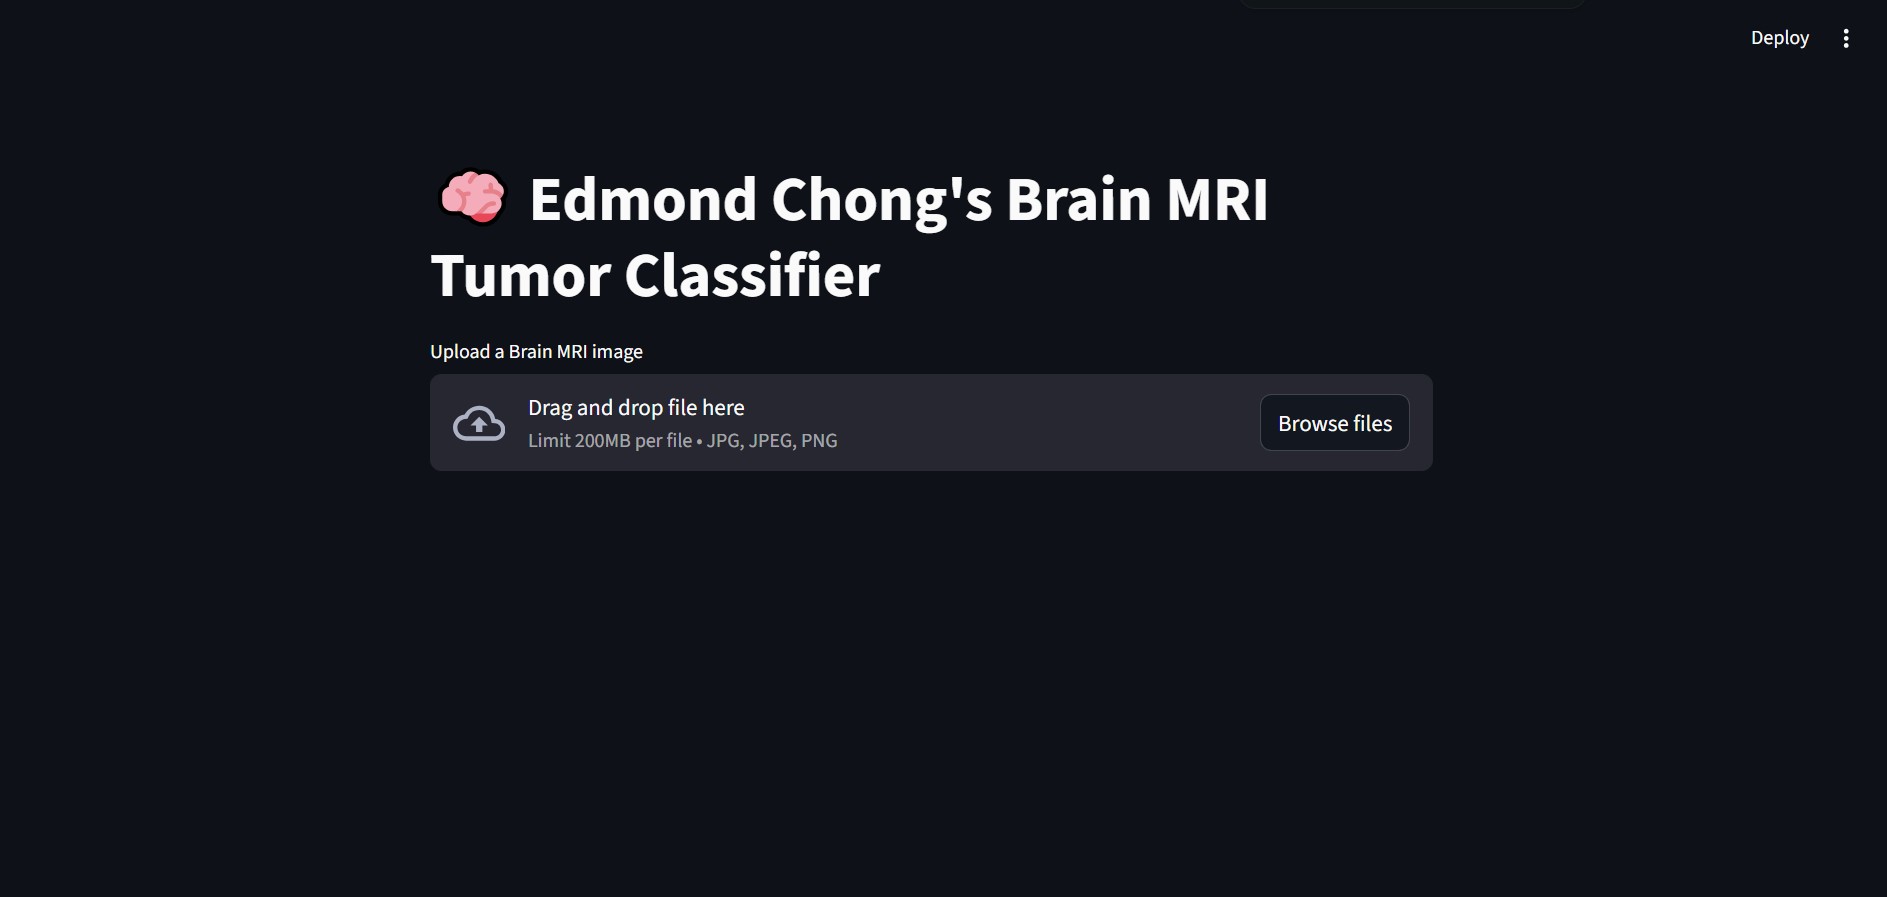 Deploy
🧠 Edmond Chong's Brain MRI
Tumor Classifier
Upload a Brain MRI image
Drag and drop file here
Limit 200MB per file • JPG, JPEG, PNG
Browse files